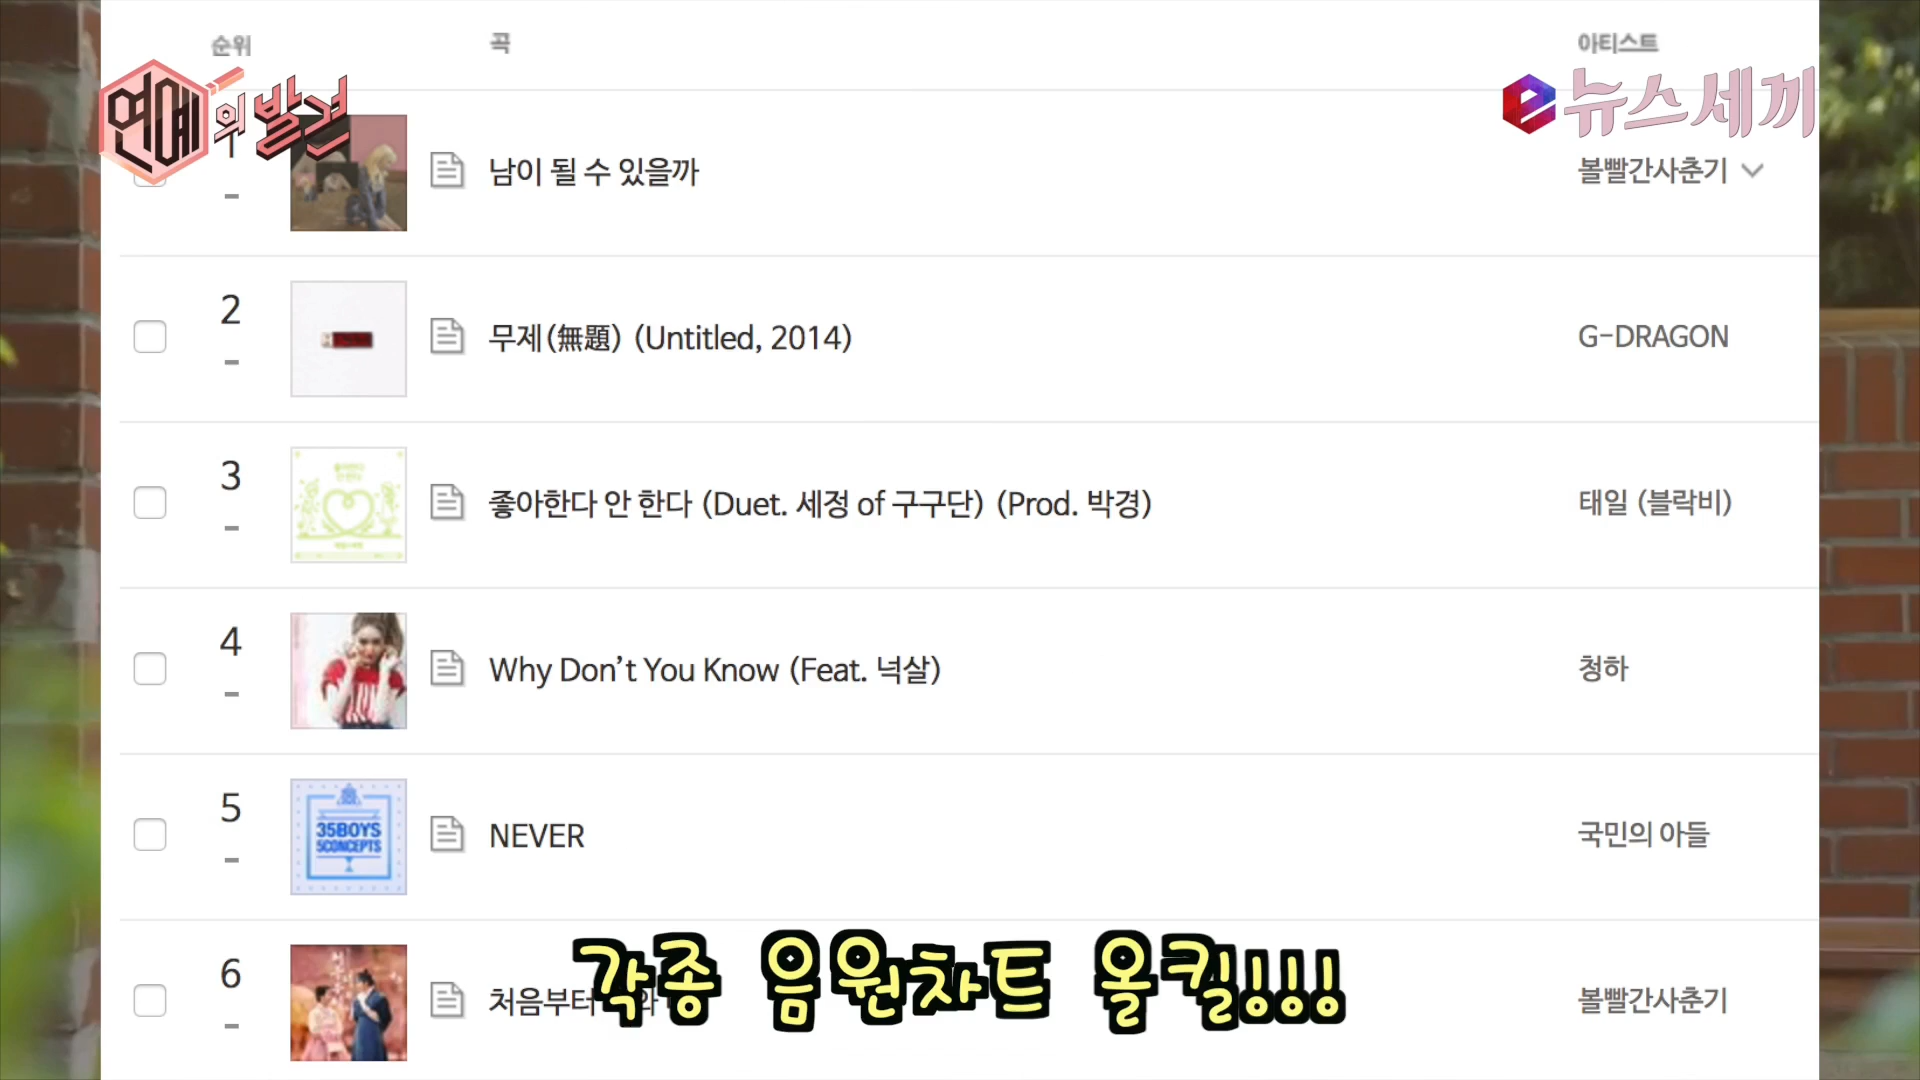 순위 곡 아티스트
연예의 발견
e뉴스세끼
1 남이 될 수 있을까 볼빨간사춘기
2 무제(無題) (Untitled, 2014) G-DRAGON
3 좋아한다 안 한다 (Duet. 세정 of 구구단) (Prod. 박경) 태일 (블락비)
4 Why Don't You Know (Feat. 넉살) 청하
35BOYS
5CONCEPTS
5 NEVER 국민의 아들
6 처음부터 볼빨간사춘기
각종 음원차트 올킬!!!